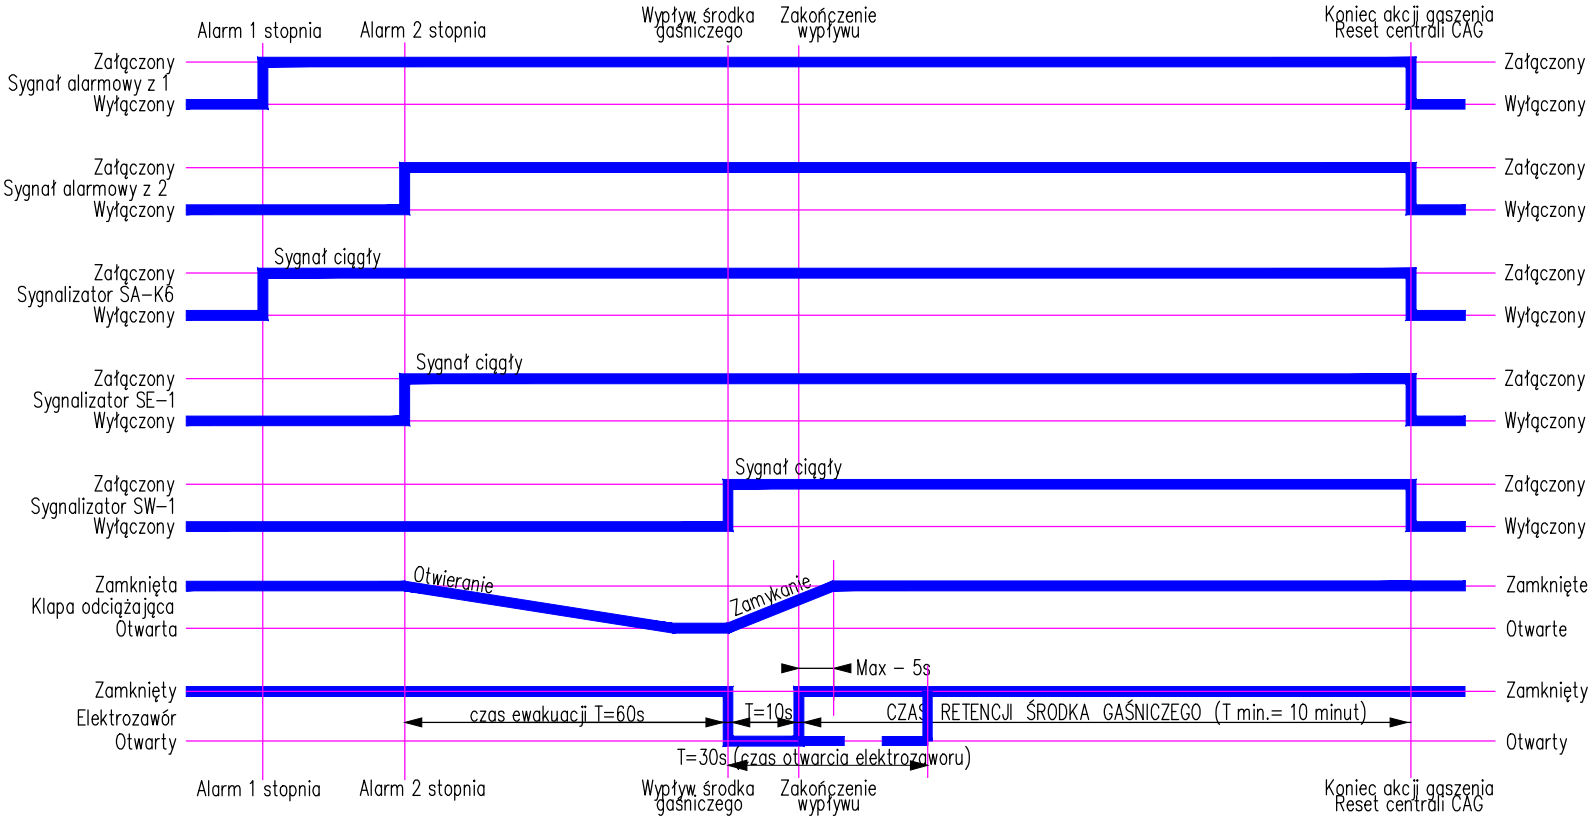 Alarm 1 stopnia
Alarm 2 stopnia
Wypływ środka
gaśniczego
Zakończenie
wypływu
Koniec akcji gaszenia
Reset centrali CAG
Załączony
Sygnał alarmowy z 1
Wyłączony
Załączony
Wyłączony
Załączony
Sygnał alarmowy z 2
Wyłączony
Załączony
Wyłączony
Sygnał ciągły
Załączony
Sygnalizator SA-K6
Wyłączony
Załączony
Wyłączony
Sygnał ciągły
Załączony
Sygnalizator SE-1
Wyłączony
Załączony
Wyłączony
Sygnał ciągły
Załączony
Sygnalizator SW-1
Wyłączony
Załączony
Wyłączony
Zamknięta
Klapa odciążająca
Otwarta
Otwieranie
Zamykanie
Zamknięte
Otwarte
Max - 5s
Zamknięty
Elektrozawór
Otwarty
czas ewakuacji T=60s
T=10s
CZAS RETENCJI ŚRODKA GAŚNICZEGO (T min.= 10 minut)
T=30s (czas otwarcia elektrozaworu)
Zamknięty
Otwarty
Alarm 1 stopnia
Alarm 2 stopnia
Wypływ środka
gaśniczego
Zakończenie
wypływu
Koniec akcji gaszenia
Reset centrali CAG